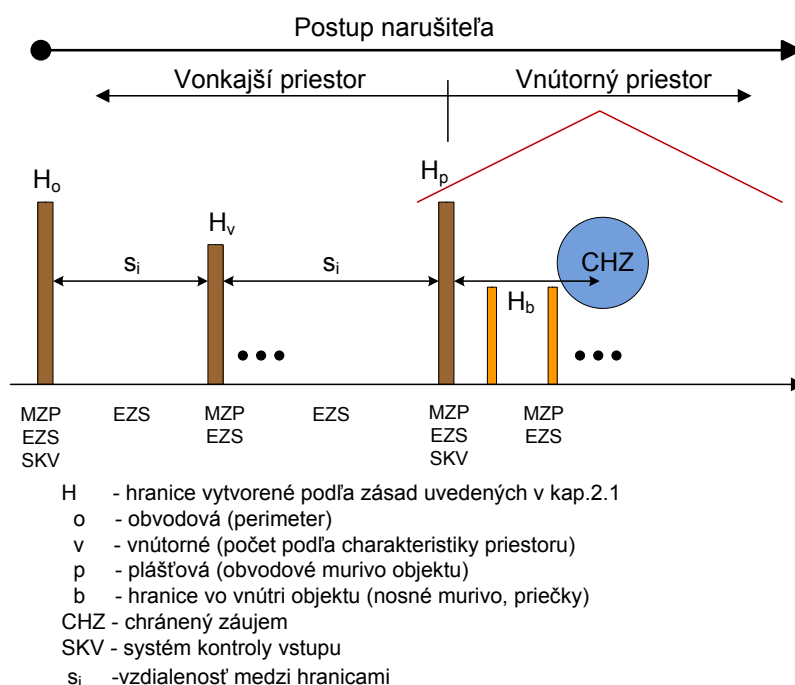 Postup narušiteľa
Vonkajší priestor Vnútorný priestor
Ho Hv Hp
si si CHZ
Hb
MZP EZS MZP EZS MZP MZP
EZS EZS EZS EZS
SKV SKV
H - hranice vytvorené podľa zásad uvedených v kap.2.1
o - obvodová (perimeter)
v - vnútorné (počet podľa charakteristiky priestoru)
p - plášťová (obvodové murivo objektu)
b - hranice vo vnútri objektu (nosné murivo, priečky)
CHZ - chránený záujem
SKV - systém kontroly vstupu
si -vzdialenosť medzi hranicami